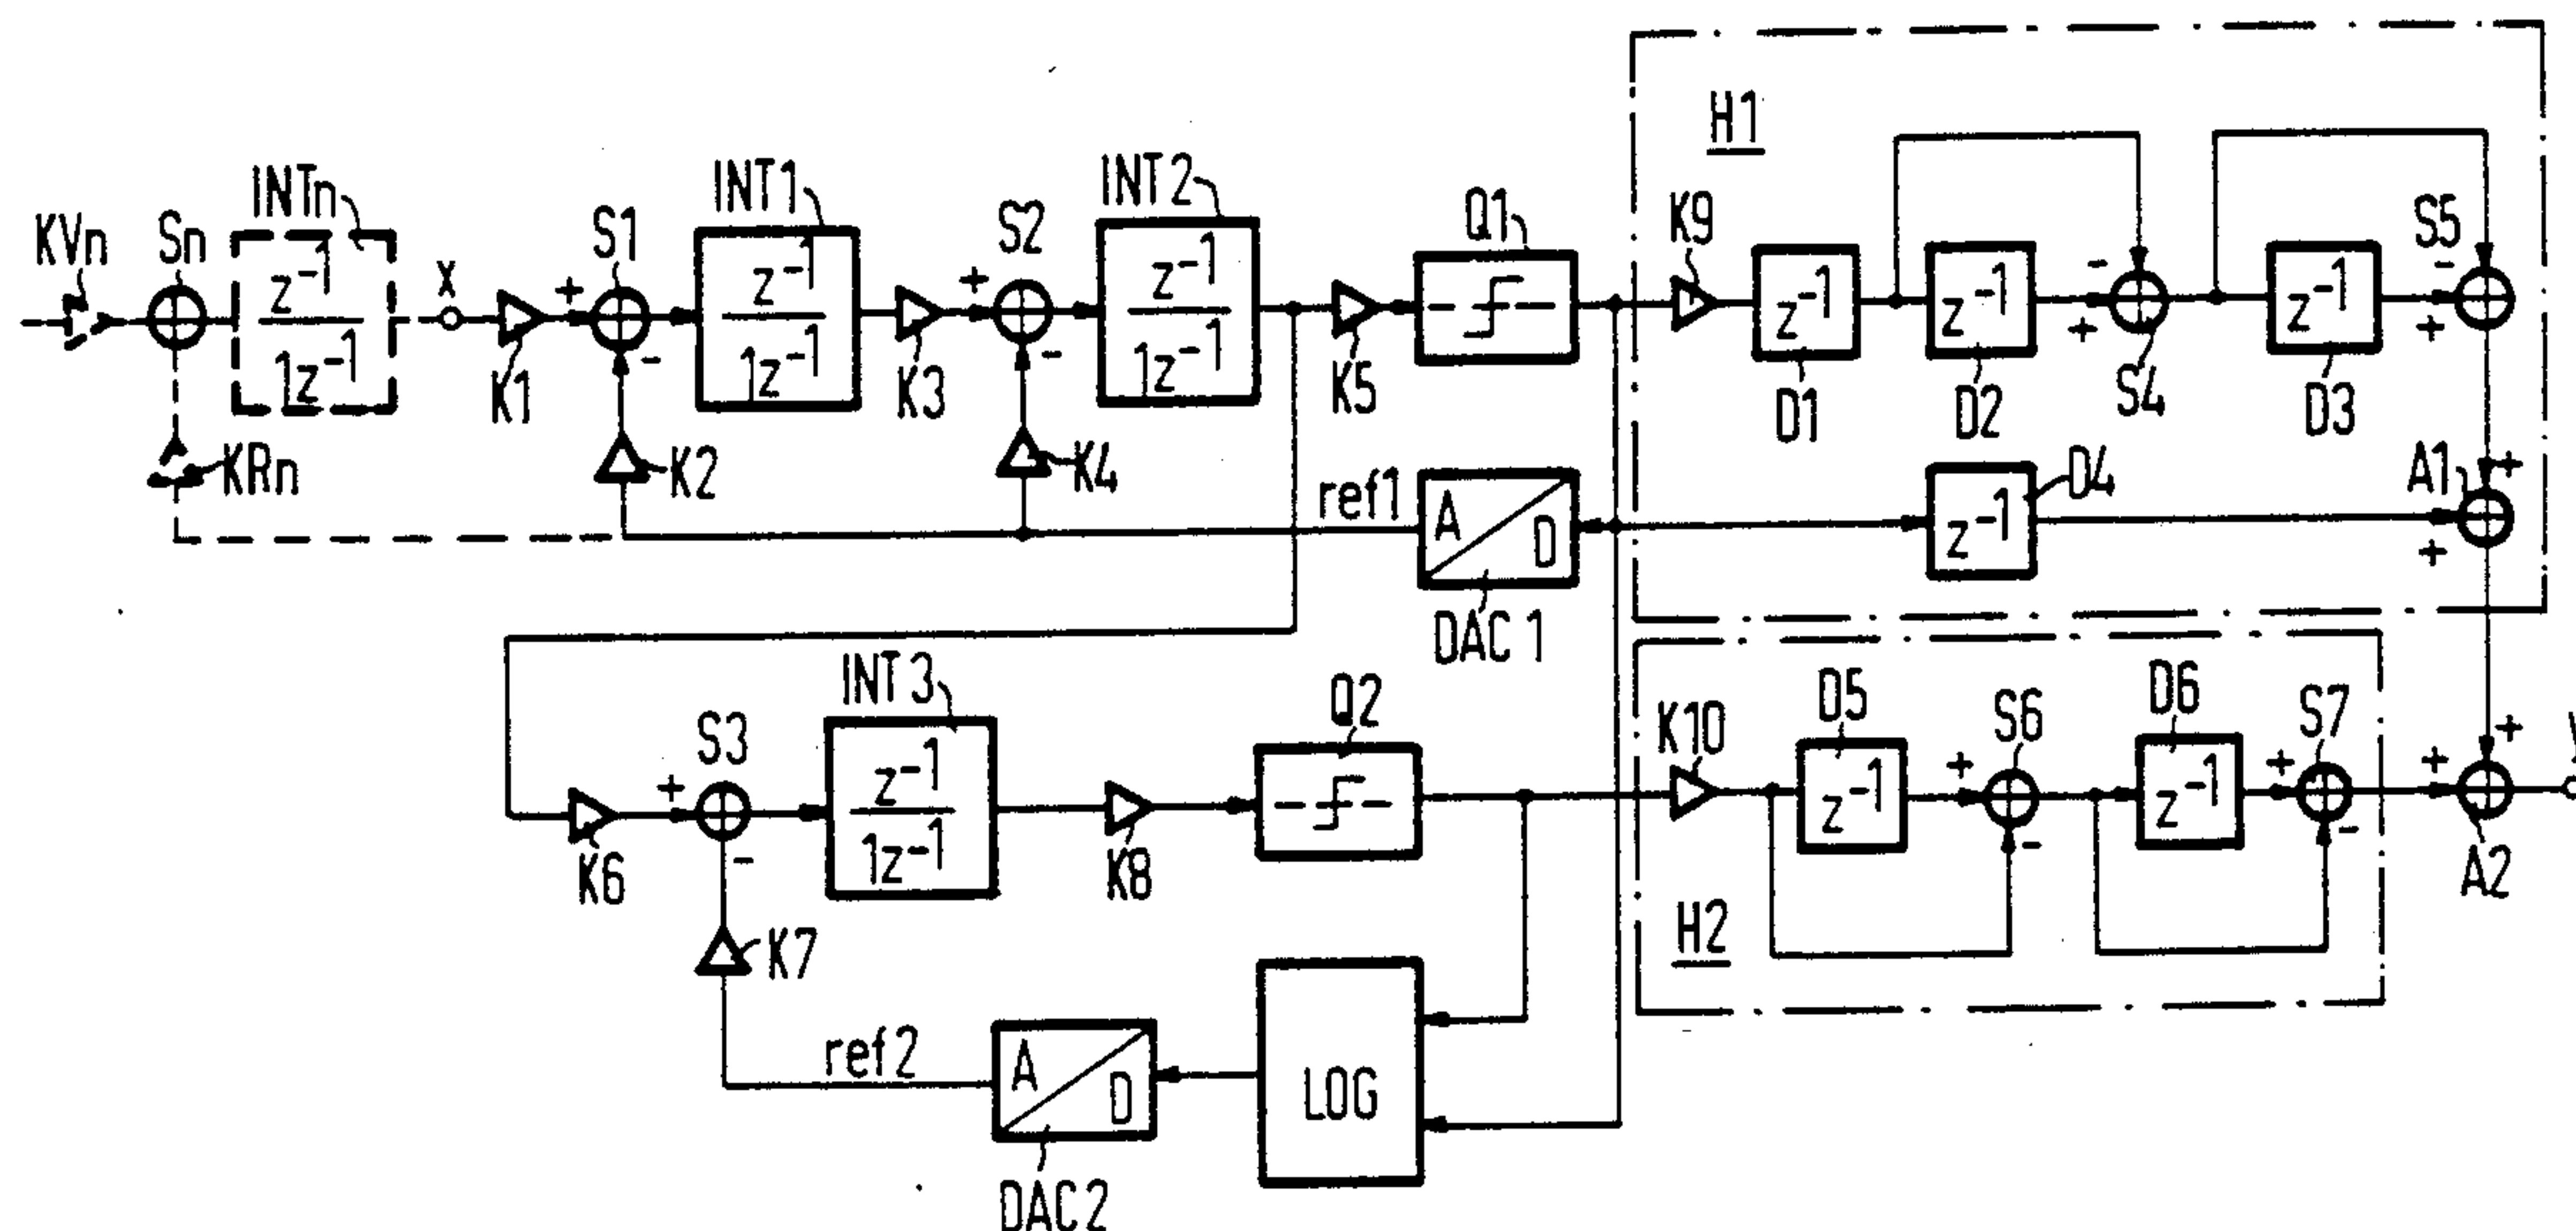 H1
KVn Sn INTn x S1 INT1 S2 INT2 Q1 K9 S5
z⁻¹ 1z⁻¹
z⁻¹ 1z⁻¹
z⁻¹ 1z⁻¹
z⁻¹ z⁻¹ z⁻¹
+ - + - - + - +
K1 K3 K5 D1 D2 S4 D3
KRn K2 K4 ref1 A D z⁻¹ D4 A1 + +
DAC 1
INT3 Q2 K10 D5 S6 D6 S7
S3 + - z⁻¹ 1z⁻¹ z⁻¹ + - z⁻¹ + - + +
K6 K8 A2
K7 H2
ref2 A D LOG
DAC2